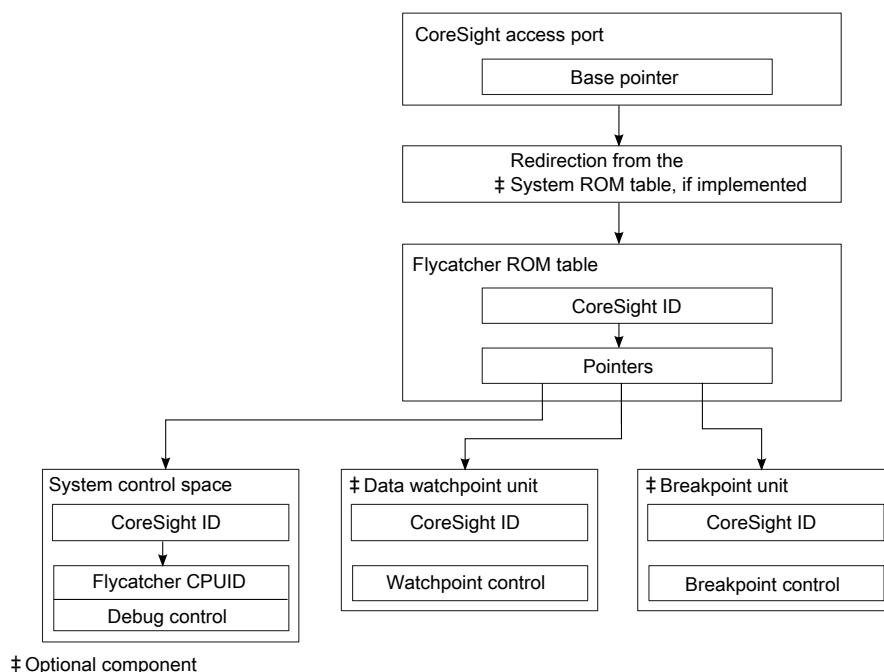 CoreSight access port
Base pointer
Redirection from the
‡ System ROM table, if implemented
Flycatcher ROM table
CoreSight ID
Pointers
System control space
CoreSight ID
Flycatcher CPUID
Debug control
‡ Data watchpoint unit
CoreSight ID
Watchpoint control
‡ Breakpoint unit
CoreSight ID
Breakpoint control
‡ Optional component